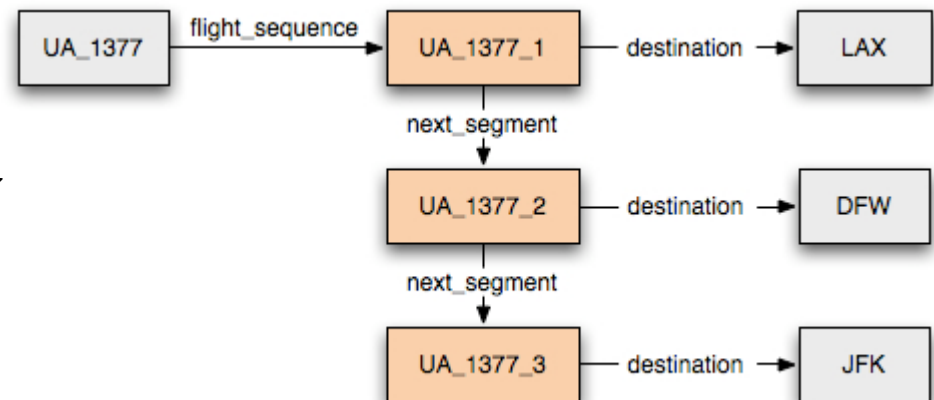 UA_1377
flight_sequence
UA_1377_1
destination
LAX
next_segment
UA_1377_2
destination
DFW
next_segment
UA_1377_3
destination
JFK